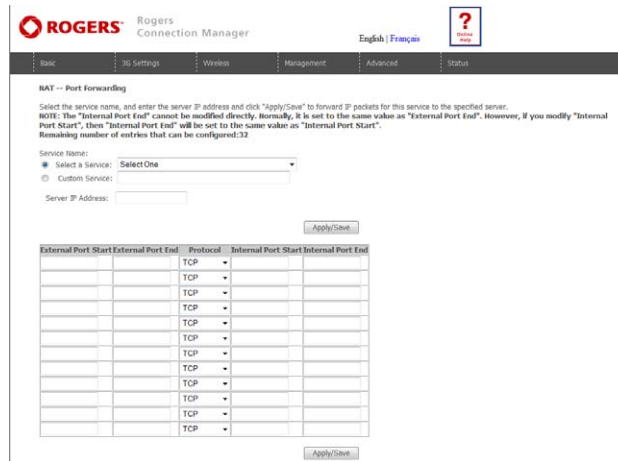 ROGERS™ Rogers
Connection Manager
English | Français
?
Online
Help
Basic 3G Settings Wireless Management Advanced Status
NAT -- Port Forwarding
Select the service name, and enter the server IP address and click "Apply/Save" to forward IP packets for this service to the specified server.
NOTE: The "Internal Port End" cannot be modified directly. Normally, it is set to the same value as "External Port End". However, if you modify "Internal
Port Start", then "Internal Port End" will be set to the same value as "Internal Port Start".
Remaining number of entries that can be configured:32
Service Name:
Select a Service: Select One
Custom Service:
Server IP Address:
Apply/Save
External Port Start External Port End Protocol Internal Port Start Internal Port End
TCP
TCP
TCP
TCP
TCP
TCP
TCP
TCP
TCP
TCP
TCP
TCP
Apply/Save